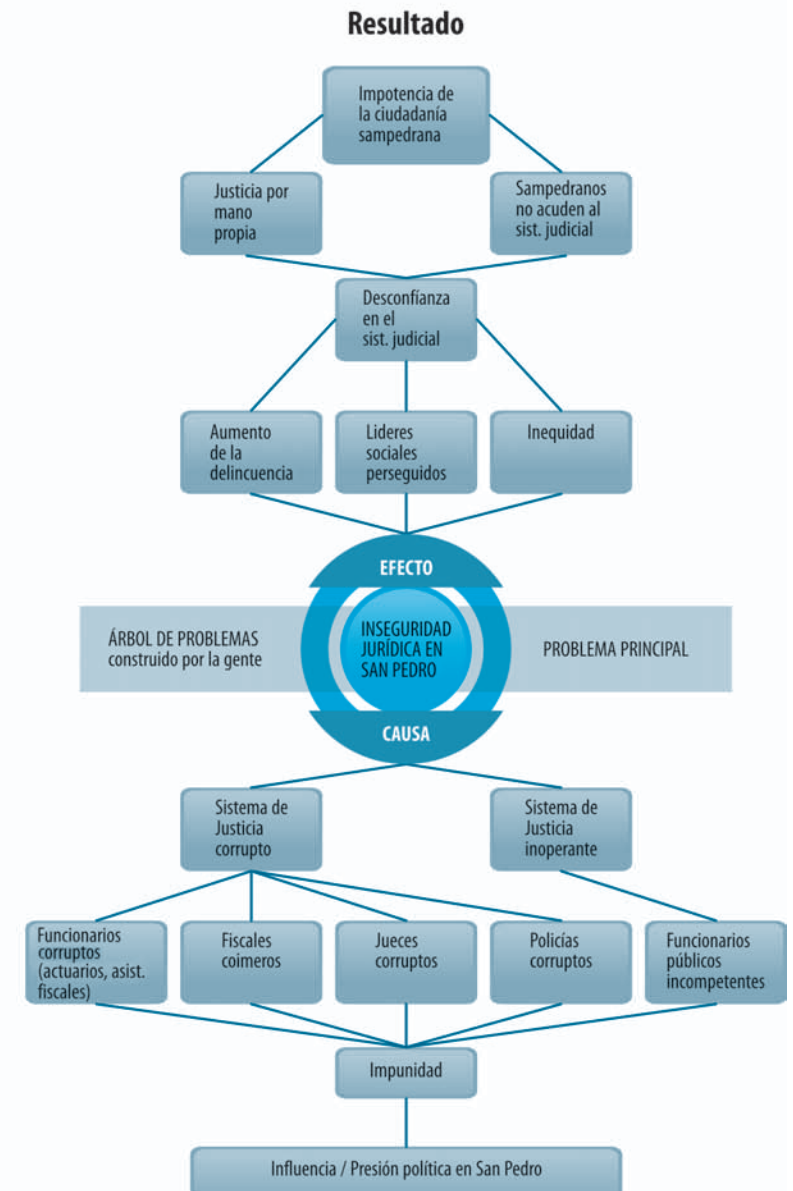 Resultado
Impotencia de
la ciudadanía
sampedrana
Justicia por
mano
propia
Sampedranos
no acuden al
sist. judicial
Desconfíanza
en el
sist. judicial
Aumento
de la
delincuencia
Lideres
sociales
perseguidos
Inequidad
EFECTO
ÁRBOL DE PROBLEMAS
construido por la gente
INSEGURIDAD
JURÍDICA EN
SAN PEDRO
PROBLEMA PRINCIPAL
CAUSA
Sistema de
Justicia
corrupto
Sistema de
Justicia
inoperante
Funcionarios
corruptos
(actuarios, asist.
fiscales)
Fiscales
coimeros
Jueces
corruptos
Policías
corruptos
Funcionarios
públicos
incompetentes
Impunidad
Influencia / Presión política en San Pedro